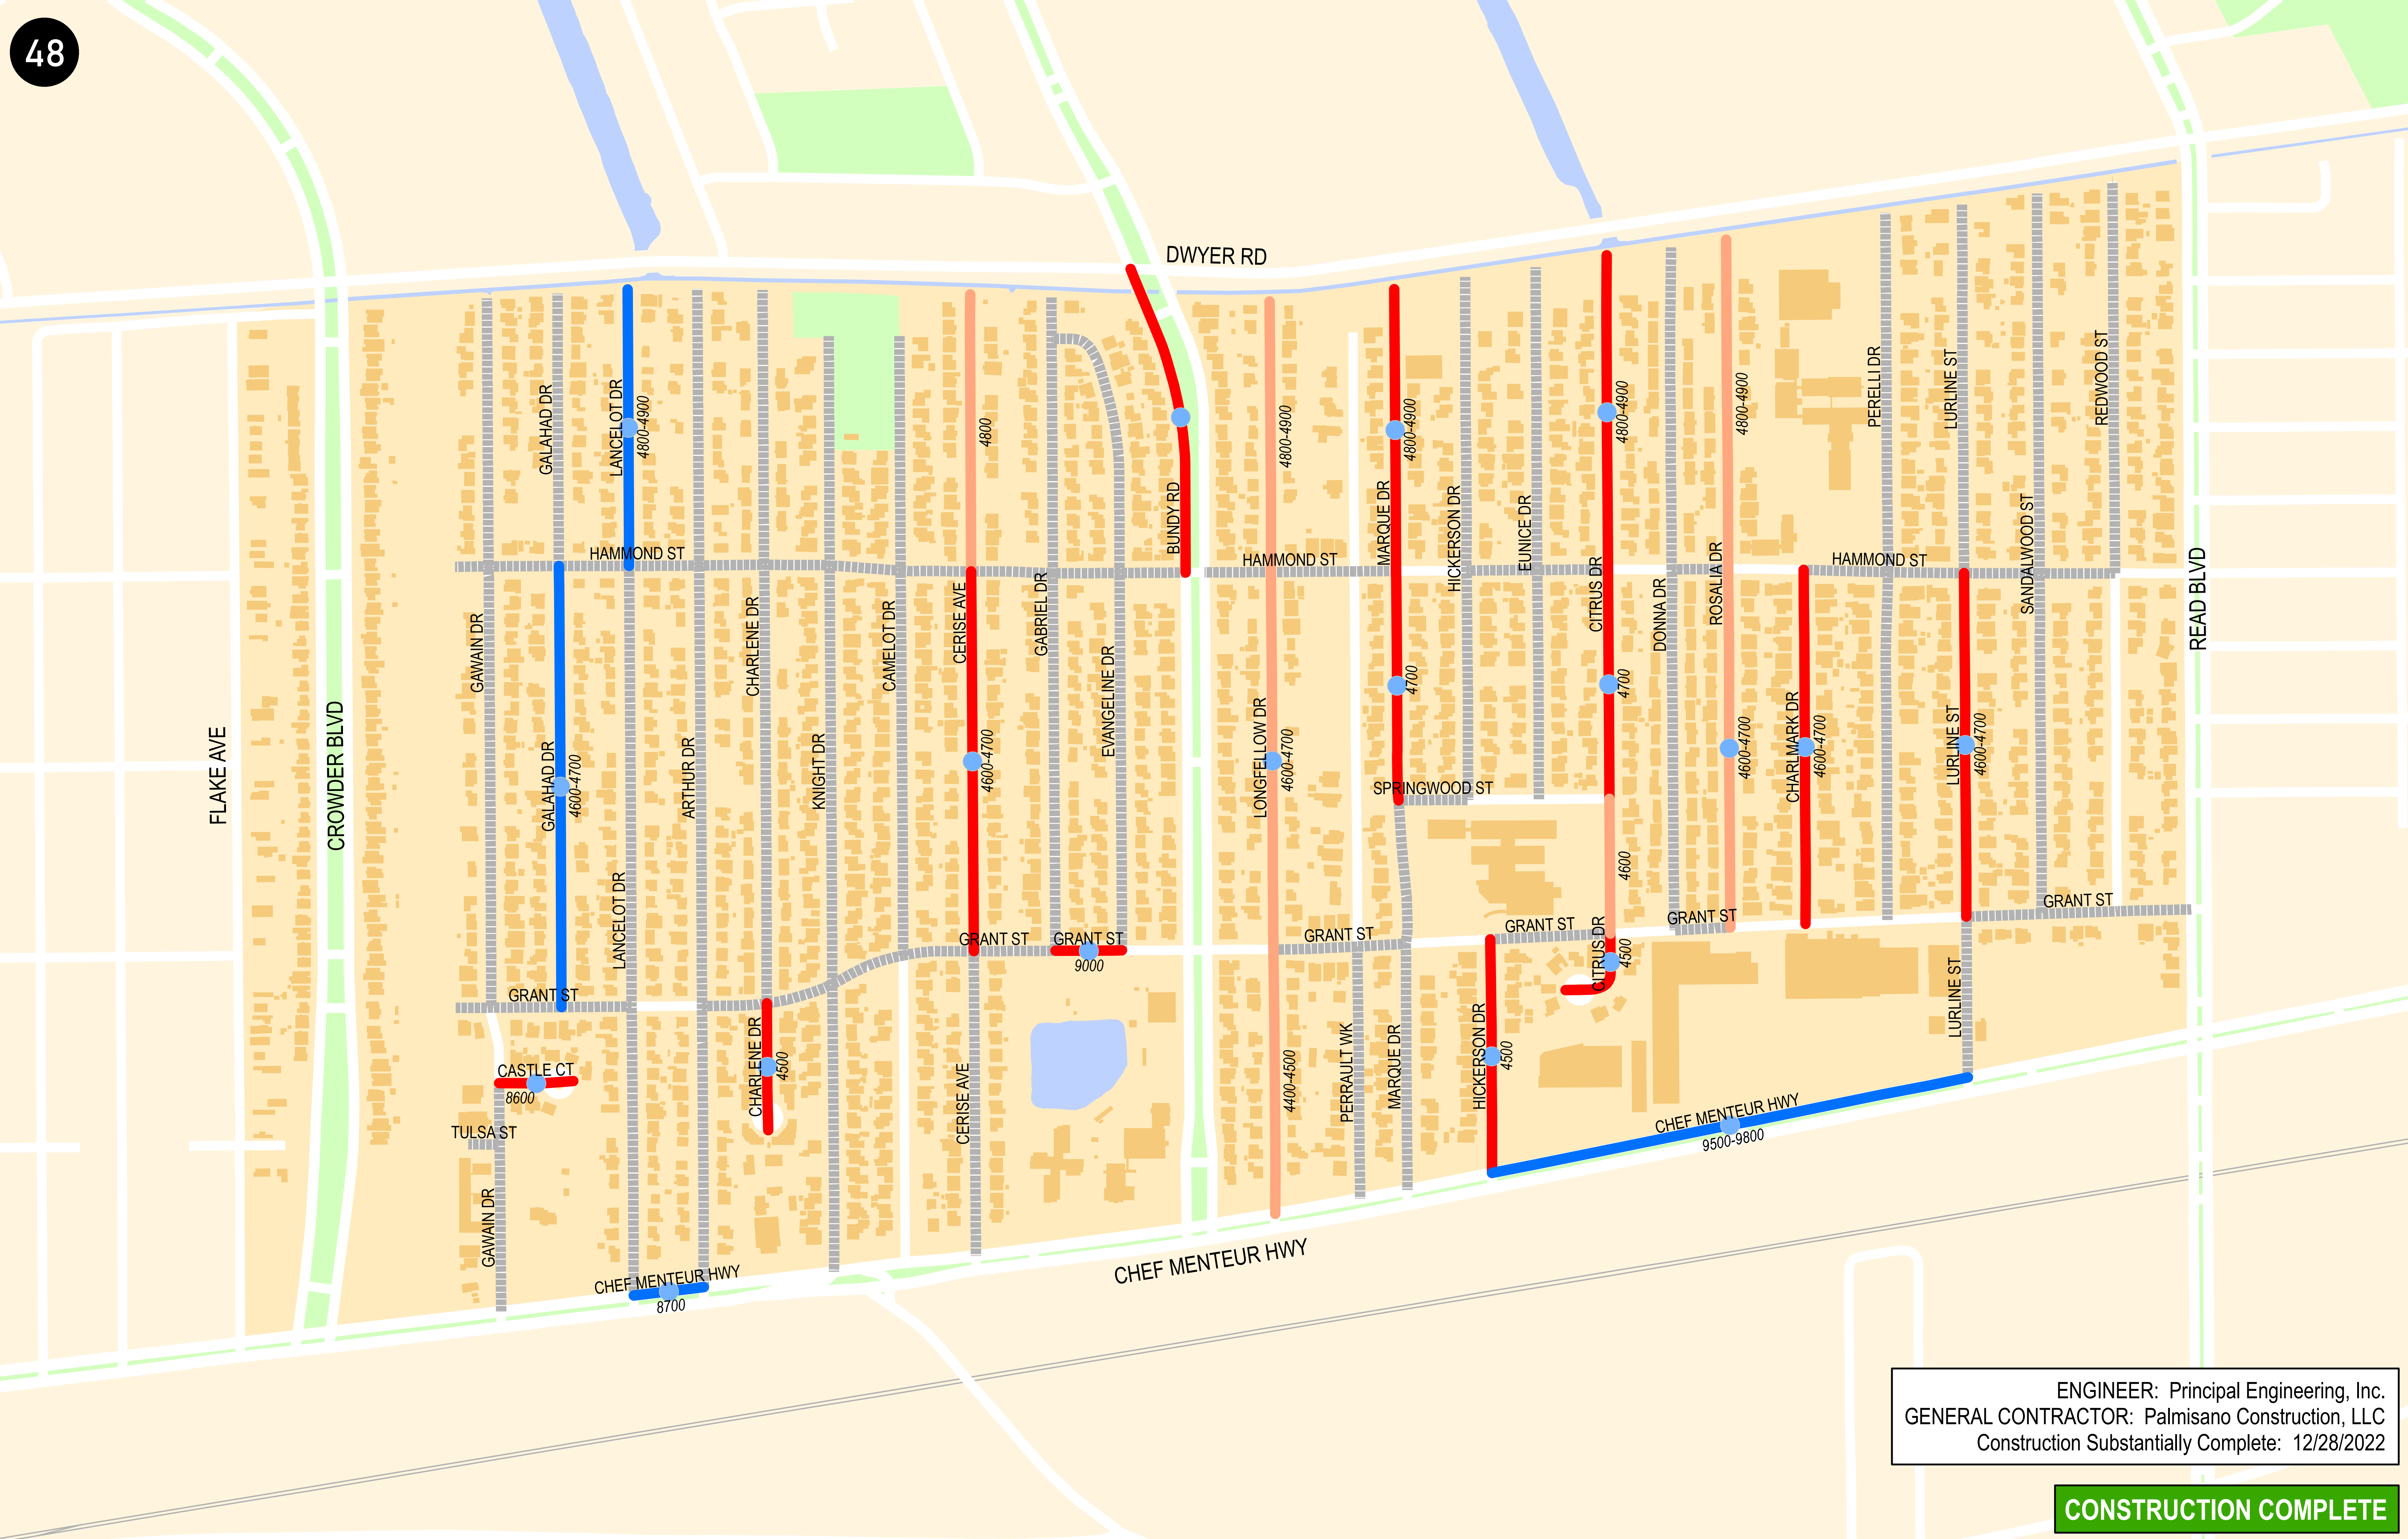 48
DWYER RD
GALAHAD DR
LANCELOT DR
4800-4900
4800
BUNDY RD
4800-4900
MARQUE DR
4800-4900
HICKERSON DR
EUNICE DR
4800-4900
4800-4900
PERELLI DR
LURLINE ST
REDWOOD ST
SANDALWOOD ST
HAMMOND ST
HAMMOND ST
HAMMOND ST
READ BLVD
GAWAIN DR
CHARLENE DR
CAMELOT DR
CERISE AVE
GABRIEL DR
CITRUS DR
DONNA DR
ROSALIA DR
FLAKE AVE
CROWDER BLVD
GALAHAD DR
4600-4700
ARTHUR DR
KNIGHT DR
4600-4700
EVANGELINE DR
LONGFELLOW DR
4600-4700
4700
4700
4600-4700
CHARLMARK DR
4600-4700
LURLINE ST
4600-4700
SPRINGWOOD ST
LANCELOT DR
4600
GRANT ST
GRANT ST
GRANT ST
GRANT ST
GRANT ST
GRANT ST
9000
GRANT ST
CITRUS DR
4500
LURLINE ST
CASTLE CT
8600
CHARLENE DR
4500
CERISE AVE
4400-4500
PERRAULT WK
MARQUE DR
HICKERSON DR
4500
TULSA ST
GAWAIN DR
CHEF MENTEUR HWY
9500-9800
CHEF MENTEUR HWY
8700
CHEF MENTEUR HWY
ENGINEER: Principal Engineering, Inc.
GENERAL CONTRACTOR: Palmisano Construction, LLC
Construction Substantially Complete: 12/28/2022
CONSTRUCTION COMPLETE